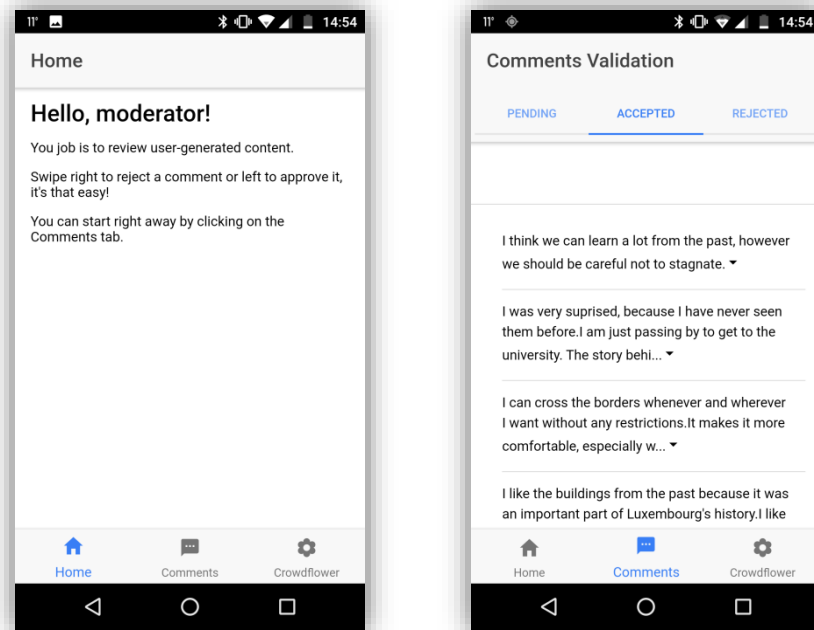 11°
14:54
Home
Hello, moderator!
You job is to review user-generated content.
Swipe right to reject a comment or left to approve it,
it's that easy!
You can start right away by clicking on the
Comments tab.
Home
Comments
Crowdflower
11°
14:54
Comments Validation
PENDING
ACCEPTED
REJECTED
I think we can learn a lot from the past, however
we should be careful not to stagnate.
I was very suprised, because I have never seen
them before.I am just passing by to get to the
university. The story behi...
I can cross the borders whenever and wherever
I want without any restrictions.It makes it more
comfortable, especially w...
I like the buildings from the past because it was
an important part of Luxembourg's history.I like
Home
Comments
Crowdflower